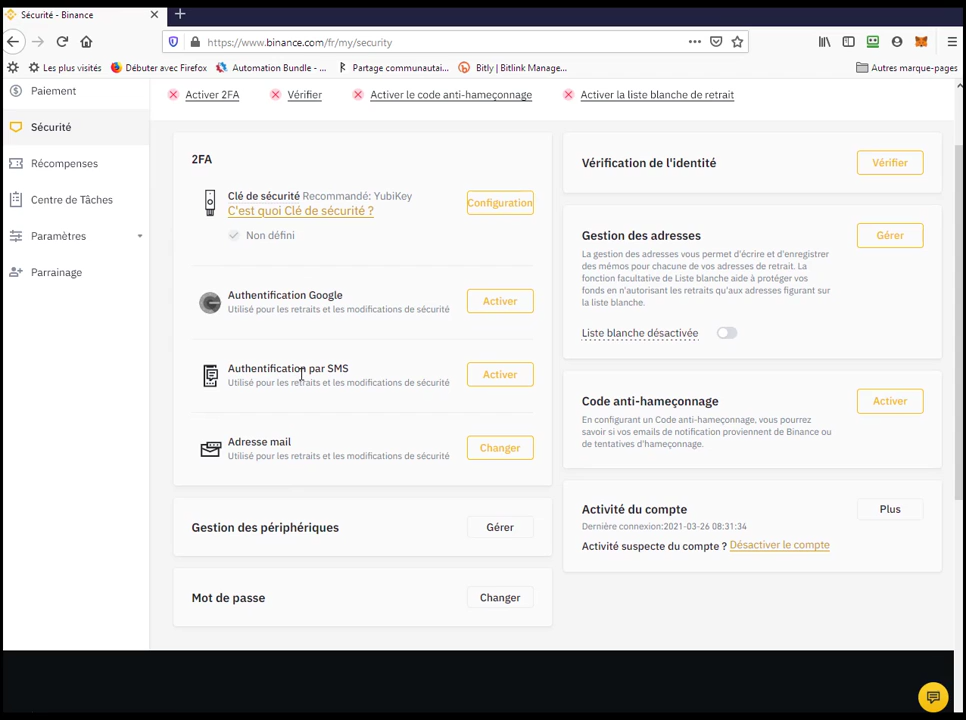 Sécurité - Binance
https://www.binance.com/fr/my/security
Les plus visités
Débuter avec Firefox
Automation Bundle - ...
Partage communautai...
Bitly | Bitlink Manage...
Autres marque-pages
Paiement
Sécurité
Récompenses
Centre de Tâches
Paramètres
Parrainage
Activer 2FA
Vérifier
Activer le code anti-hameçonnage
Activer la liste blanche de retrait
2FA
Clé de sécurité Recommandé: YubiKey
C'est quoi Clé de sécurité ?
Configuration
Non défini
Authentification Google
Utilisé pour les retraits et les modifications de sécurité
Activer
Authentification par SMS
Utilisé pour les retraits et les modifications de sécurité
Activer
Adresse mail
Utilisé pour les retraits et les modifications de sécurité
Changer
Gestion des périphériques
Gérer
Mot de passe
Changer
Vérification de l'identité
Vérifier
Gestion des adresses
Gérer
La gestion des adresses vous permet d'écrire et d'enregistrer
des mémos pour chacune de vos adresses de retrait. La
fonction facultative de Liste blanche aide à protéger vos
fonds en n'autorisant les retraits qu'aux adresses figurant sur
la liste blanche.
Liste blanche désactivée
Code anti-hameçonnage
Activer
En configurant un Code anti-hameçonnage, vous pourrez
savoir si vos emails de notification proviennent de Binance ou
de tentatives d'hameçonnage.
Activité du compte
Plus
Dernière connexion:2021-03-26 08:31:34
Activité suspecte du compte ? Désactiver le compte